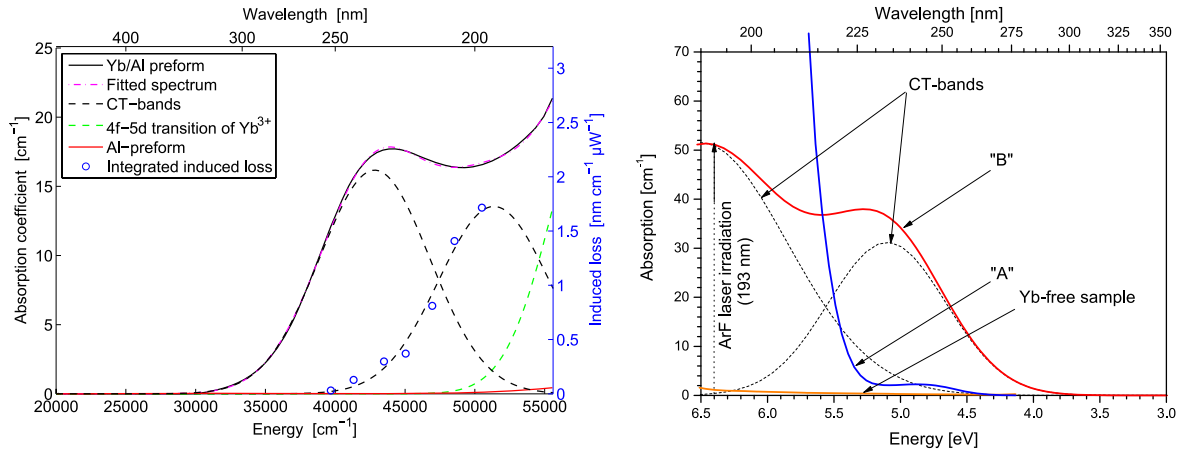 Wavelength [nm]
400 300 250 200
25
20
15
10
5
0
Absorption coefficient [cm⁻¹]
Yb/Al preform
Fitted spectrum
CT−bands
4f−5d transition of Yb³⁺
Al−preform
Integrated induced loss
3
2.5
2
1.5
1
0.5
0
Induced loss [nm cm⁻¹ μW⁻¹]
20000 25000 30000 35000 40000 45000 50000 55000
Energy [cm⁻¹]
Wavelength [nm]
200 225 250 275 300 325 350
70
60
50
40
30
20
10
0
Absorption [cm⁻¹]
CT-bands
"B"
"A"
Yb-free sample
ArF laser irradiation
(193 nm)
6.5 6.0 5.5 5.0 4.5 4.0 3.5 3.0
Energy [eV]